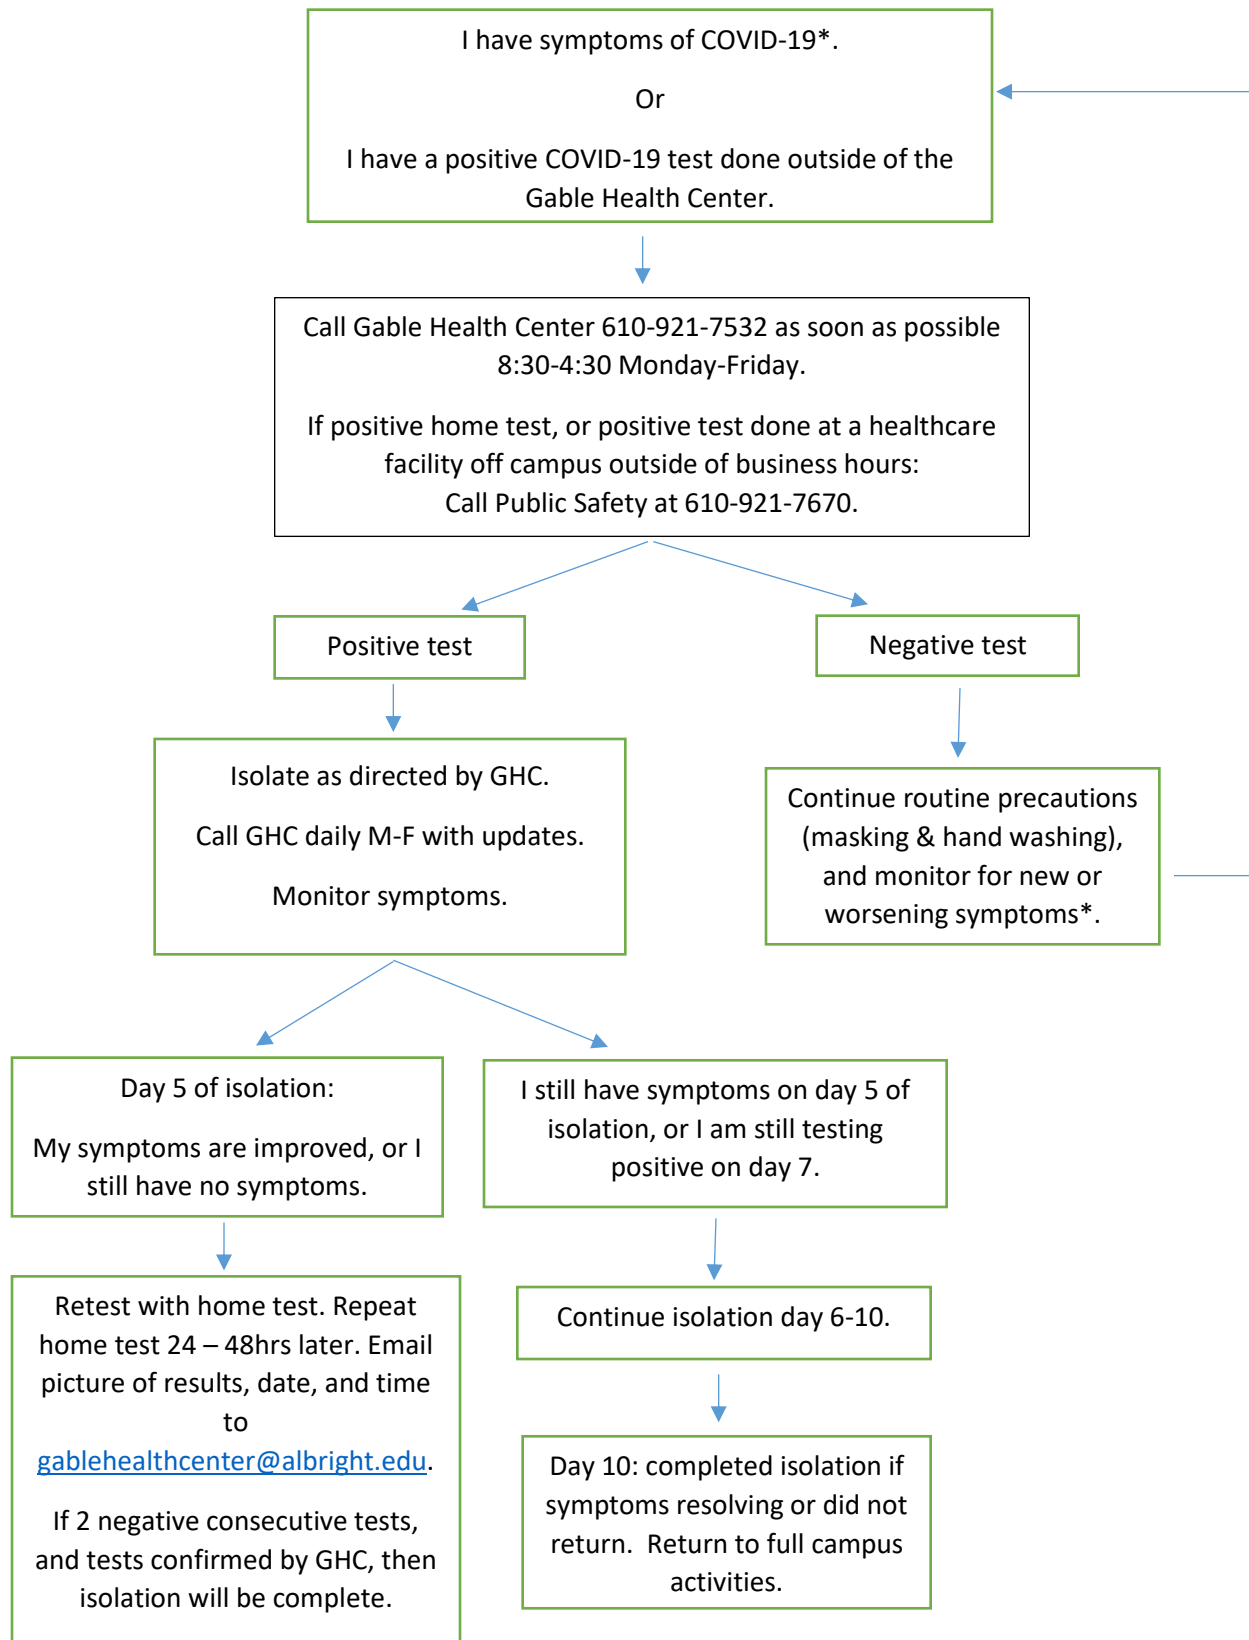 I have symptoms of COVID-19*.
Or
I have a positive COVID-19 test done outside of the
Gable Health Center.
Call Gable Health Center 610-921-7532 as soon as possible
8:30-4:30 Monday-Friday.
If positive home test, or positive test done at a healthcare
facility off campus outside of business hours:
Call Public Safety at 610-921-7670.
Positive test
Negative test
Isolate as directed by GHC.
Call GHC daily M-F with updates.
Monitor symptoms.
Continue routine precautions
(masking & hand washing),
and monitor for new or
worsening symptoms*.
Day 5 of isolation:
My symptoms are improved, or I
still have no symptoms.
I still have symptoms on day 5 of
isolation, or I am still testing
positive on day 7.
Retest with home test. Repeat
home test 24 – 48hrs later. Email
picture of results, date, and time
to
gablehealthcenter@albright.edu.
If 2 negative consecutive tests,
and tests confirmed by GHC, then
isolation will be complete.
Continue isolation day 6-10.
Day 10: completed isolation if
symptoms resolving or did not
return.  Return to full campus
activities.